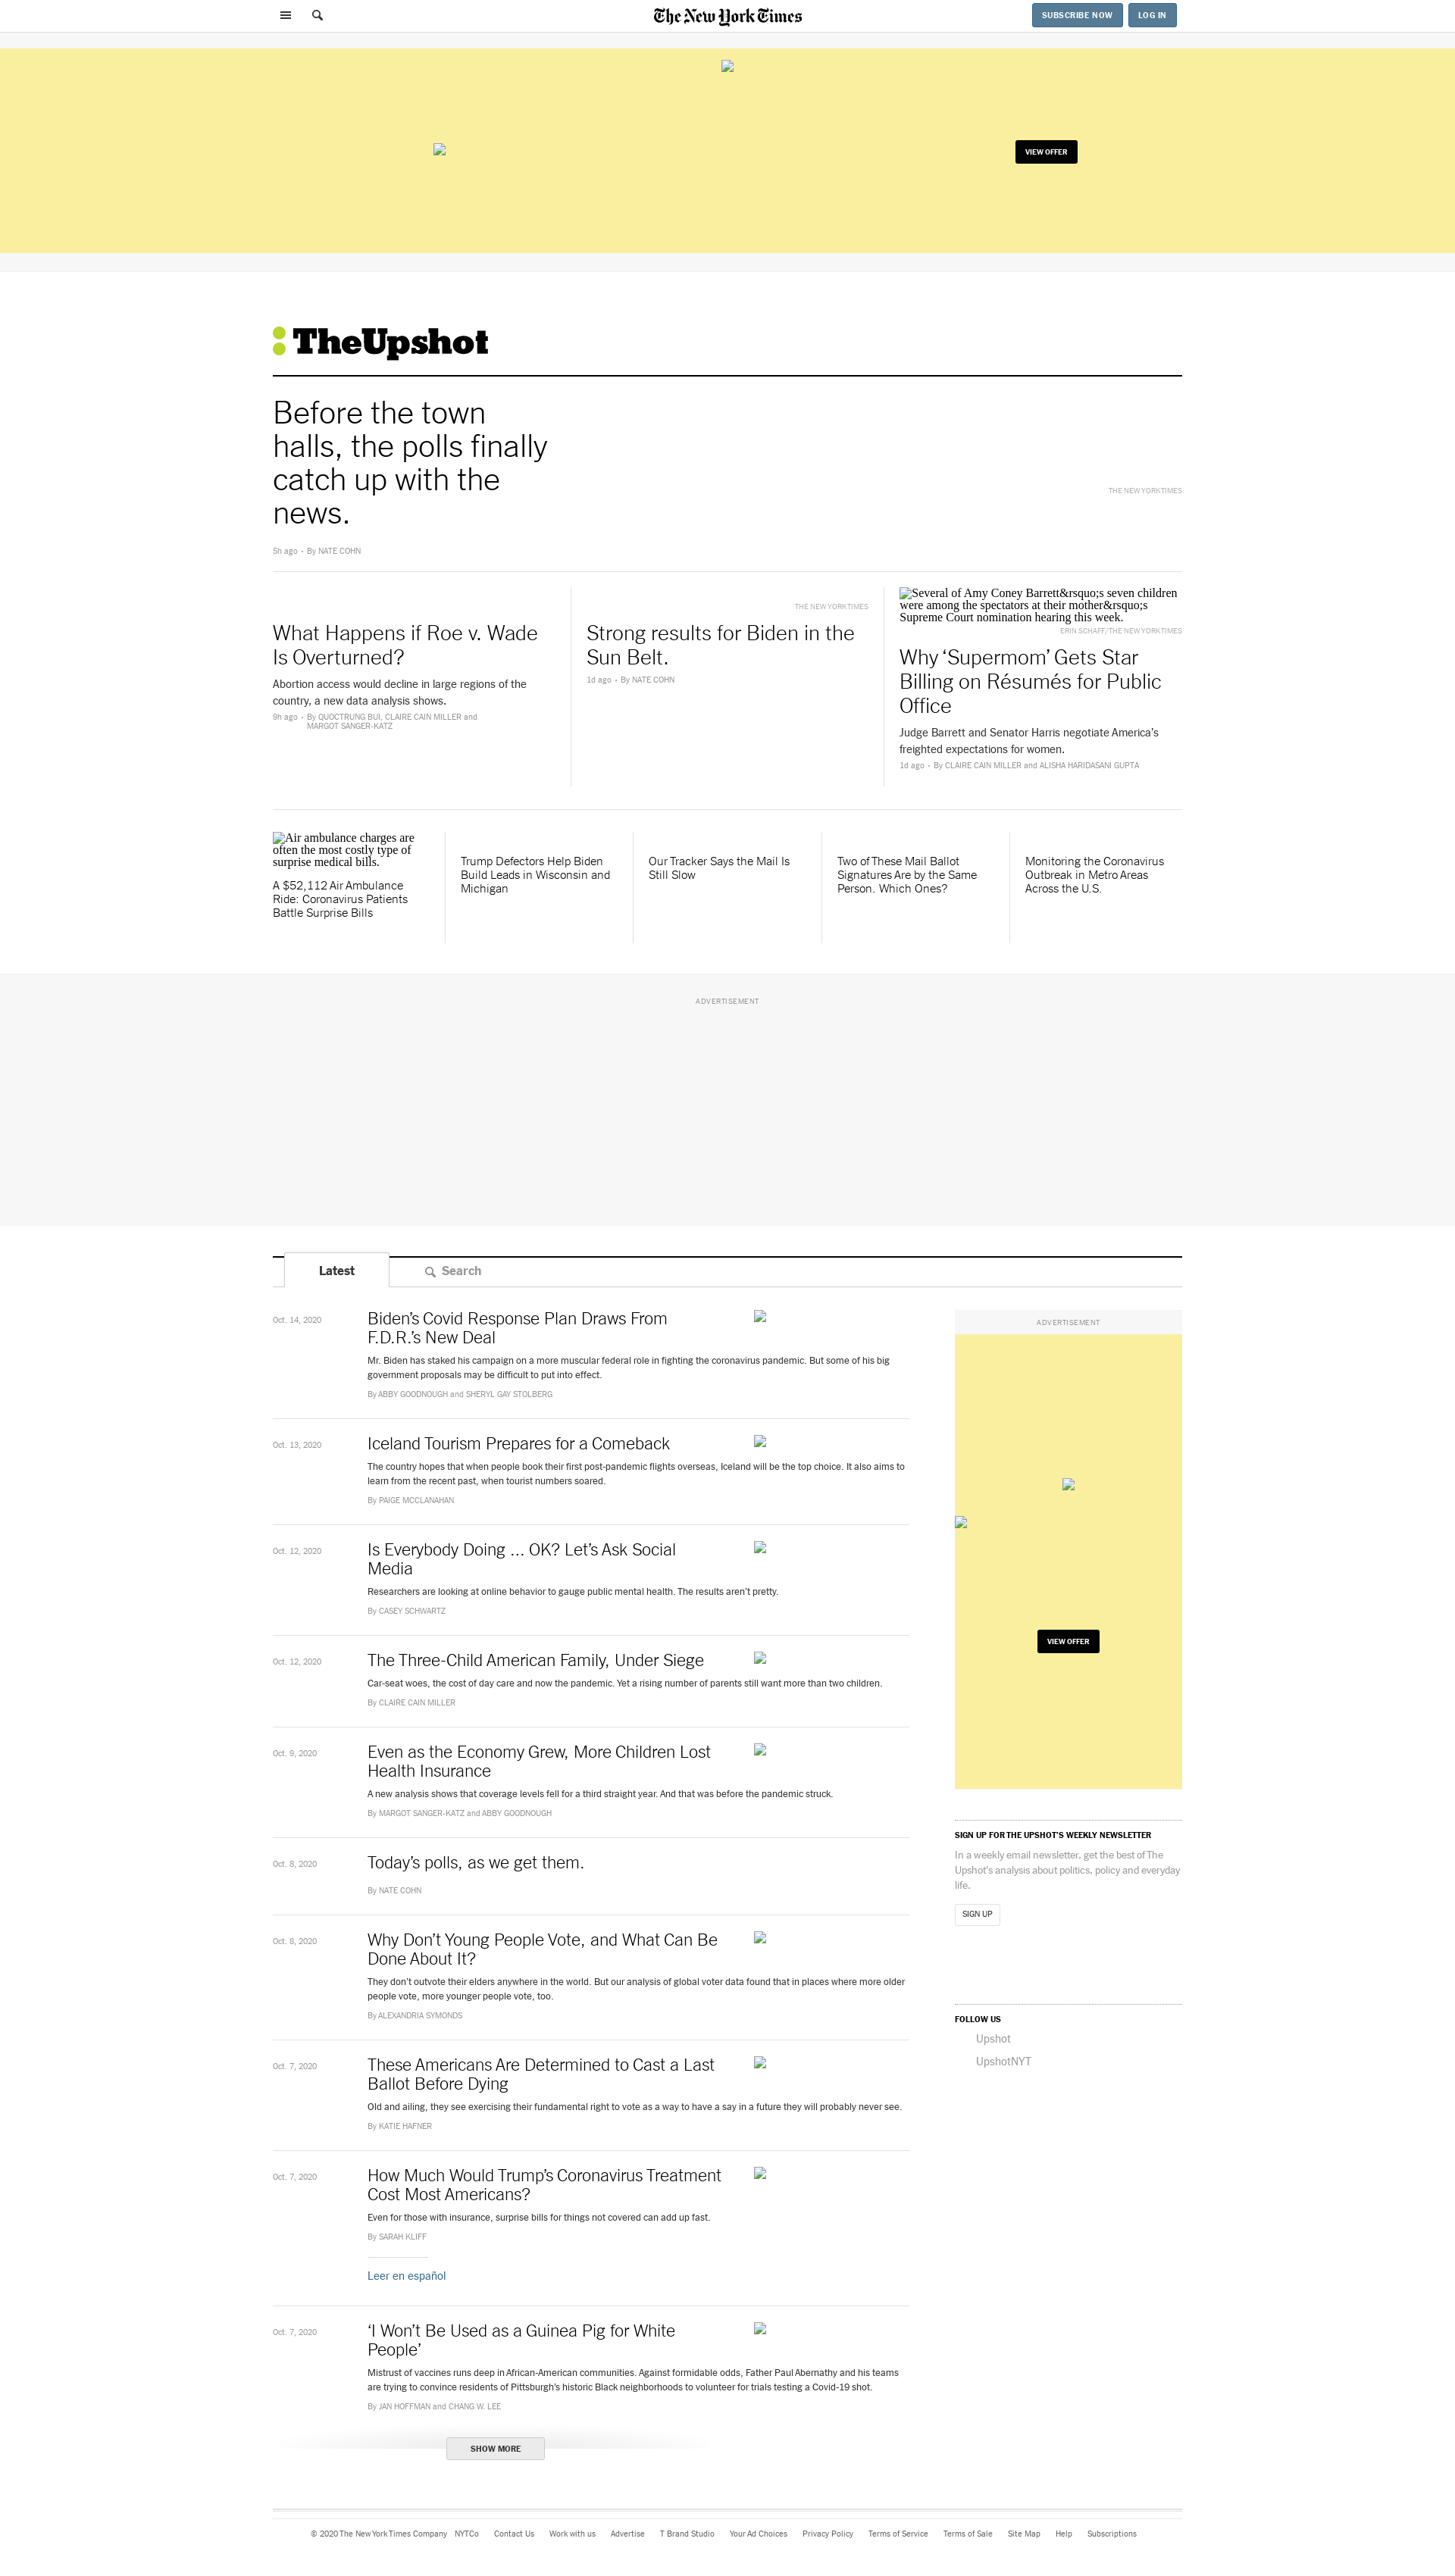 The New York Times
SUBSCRIBE NOW
LOG IN
VIEW OFFER
TheUpshot
Before the town
halls, the polls finally
catch up with the
news.
THE NEW YORK TIMES
5h ago • By NATE COHN
What Happens if Roe v. Wade
Is Overturned?
Abortion access would decline in large regions of the
country, a new data analysis shows.
9h ago • By QUOCTRUNG BUI, CLAIRE CAIN MILLER and
MARGOT SANGER-KATZ
THE NEW YORK TIMES
Strong results for Biden in the
Sun Belt.
1d ago • By NATE COHN
Several of Amy Coney Barrett&rsquo;s seven children
were among the spectators at their mother&rsquo;s
Supreme Court nomination hearing this week.
ERIN SCHAFF/THE NEW YORK TIMES
Why ‘Supermom’ Gets Star
Billing on Résumés for Public
Office
Judge Barrett and Senator Harris negotiate America’s
freighted expectations for women.
1d ago • By CLAIRE CAIN MILLER and ALISHA HARIDASANI GUPTA
Air ambulance charges are
often the most costly type of
surprise medical bills.
A $52,112 Air Ambulance
Ride: Coronavirus Patients
Battle Surprise Bills
Trump Defectors Help Biden
Build Leads in Wisconsin and
Michigan
Our Tracker Says the Mail Is
Still Slow
Two of These Mail Ballot
Signatures Are by the Same
Person. Which Ones?
Monitoring the Coronavirus
Outbreak in Metro Areas
Across the U.S.
ADVERTISEMENT
Latest
Search
Oct. 14, 2020
Biden’s Covid Response Plan Draws From
F.D.R.’s New Deal
Mr. Biden has staked his campaign on a more muscular federal role in fighting the coronavirus pandemic. But some of his big
government proposals may be difficult to put into effect.
By ABBY GOODNOUGH and SHERYL GAY STOLBERG
Oct. 13, 2020
Iceland Tourism Prepares for a Comeback
The country hopes that when people book their first post-pandemic flights overseas, Iceland will be the top choice. It also aims to
learn from the recent past, when tourist numbers soared.
By PAIGE MCCLANAHAN
Oct. 12, 2020
Is Everybody Doing ... OK? Let’s Ask Social
Media
Researchers are looking at online behavior to gauge public mental health. The results aren’t pretty.
By CASEY SCHWARTZ
Oct. 12, 2020
The Three-Child American Family, Under Siege
Car-seat woes, the cost of day care and now the pandemic. Yet a rising number of parents still want more than two children.
By CLAIRE CAIN MILLER
Oct. 9, 2020
Even as the Economy Grew, More Children Lost
Health Insurance
A new analysis shows that coverage levels fell for a third straight year. And that was before the pandemic struck.
By MARGOT SANGER-KATZ and ABBY GOODNOUGH
Oct. 8, 2020
Today’s polls, as we get them.
By NATE COHN
Oct. 8, 2020
Why Don’t Young People Vote, and What Can Be
Done About It?
They don’t outvote their elders anywhere in the world. But our analysis of global voter data found that in places where more older
people vote, more younger people vote, too.
By ALEXANDRIA SYMONDS
Oct. 7, 2020
These Americans Are Determined to Cast a Last
Ballot Before Dying
Old and ailing, they see exercising their fundamental right to vote as a way to have a say in a future they will probably never see.
By KATIE HAFNER
Oct. 7, 2020
How Much Would Trump’s Coronavirus Treatment
Cost Most Americans?
Even for those with insurance, surprise bills for things not covered can add up fast.
By SARAH KLIFF
Leer en español
Oct. 7, 2020
‘I Won’t Be Used as a Guinea Pig for White
People’
Mistrust of vaccines runs deep in African-American communities. Against formidable odds, Father Paul Abernathy and his teams
are trying to convince residents of Pittsburgh’s historic Black neighborhoods to volunteer for trials testing a Covid-19 shot.
By JAN HOFFMAN and CHANG W. LEE
SHOW MORE
ADVERTISEMENT
VIEW OFFER
SIGN UP FOR THE UPSHOT’S WEEKLY NEWSLETTER
In a weekly email newsletter, get the best of The
Upshot’s analysis about politics, policy and everyday
life.
SIGN UP
FOLLOW US
Upshot
UpshotNYT
© 2020 The New York Times Company NYTCo Contact Us Work with us Advertise T Brand Studio Your Ad Choices Privacy Policy Terms of Service Terms of Sale Site Map Help Subscriptions